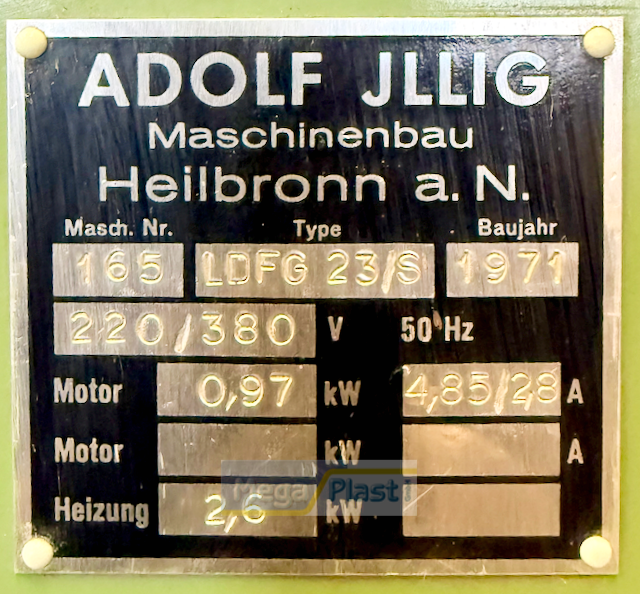 ADOLF JLLIG
Maschinenbau
Heilbronn a. N.
Masch. Nr. Type Baujahr
165 LDFG 23/S 1971
220/380 V 50 Hz
Motor 0,97 kW 4,85/2,8 A
Motor kW A
Mega Plast
Heizung 2,6 kW